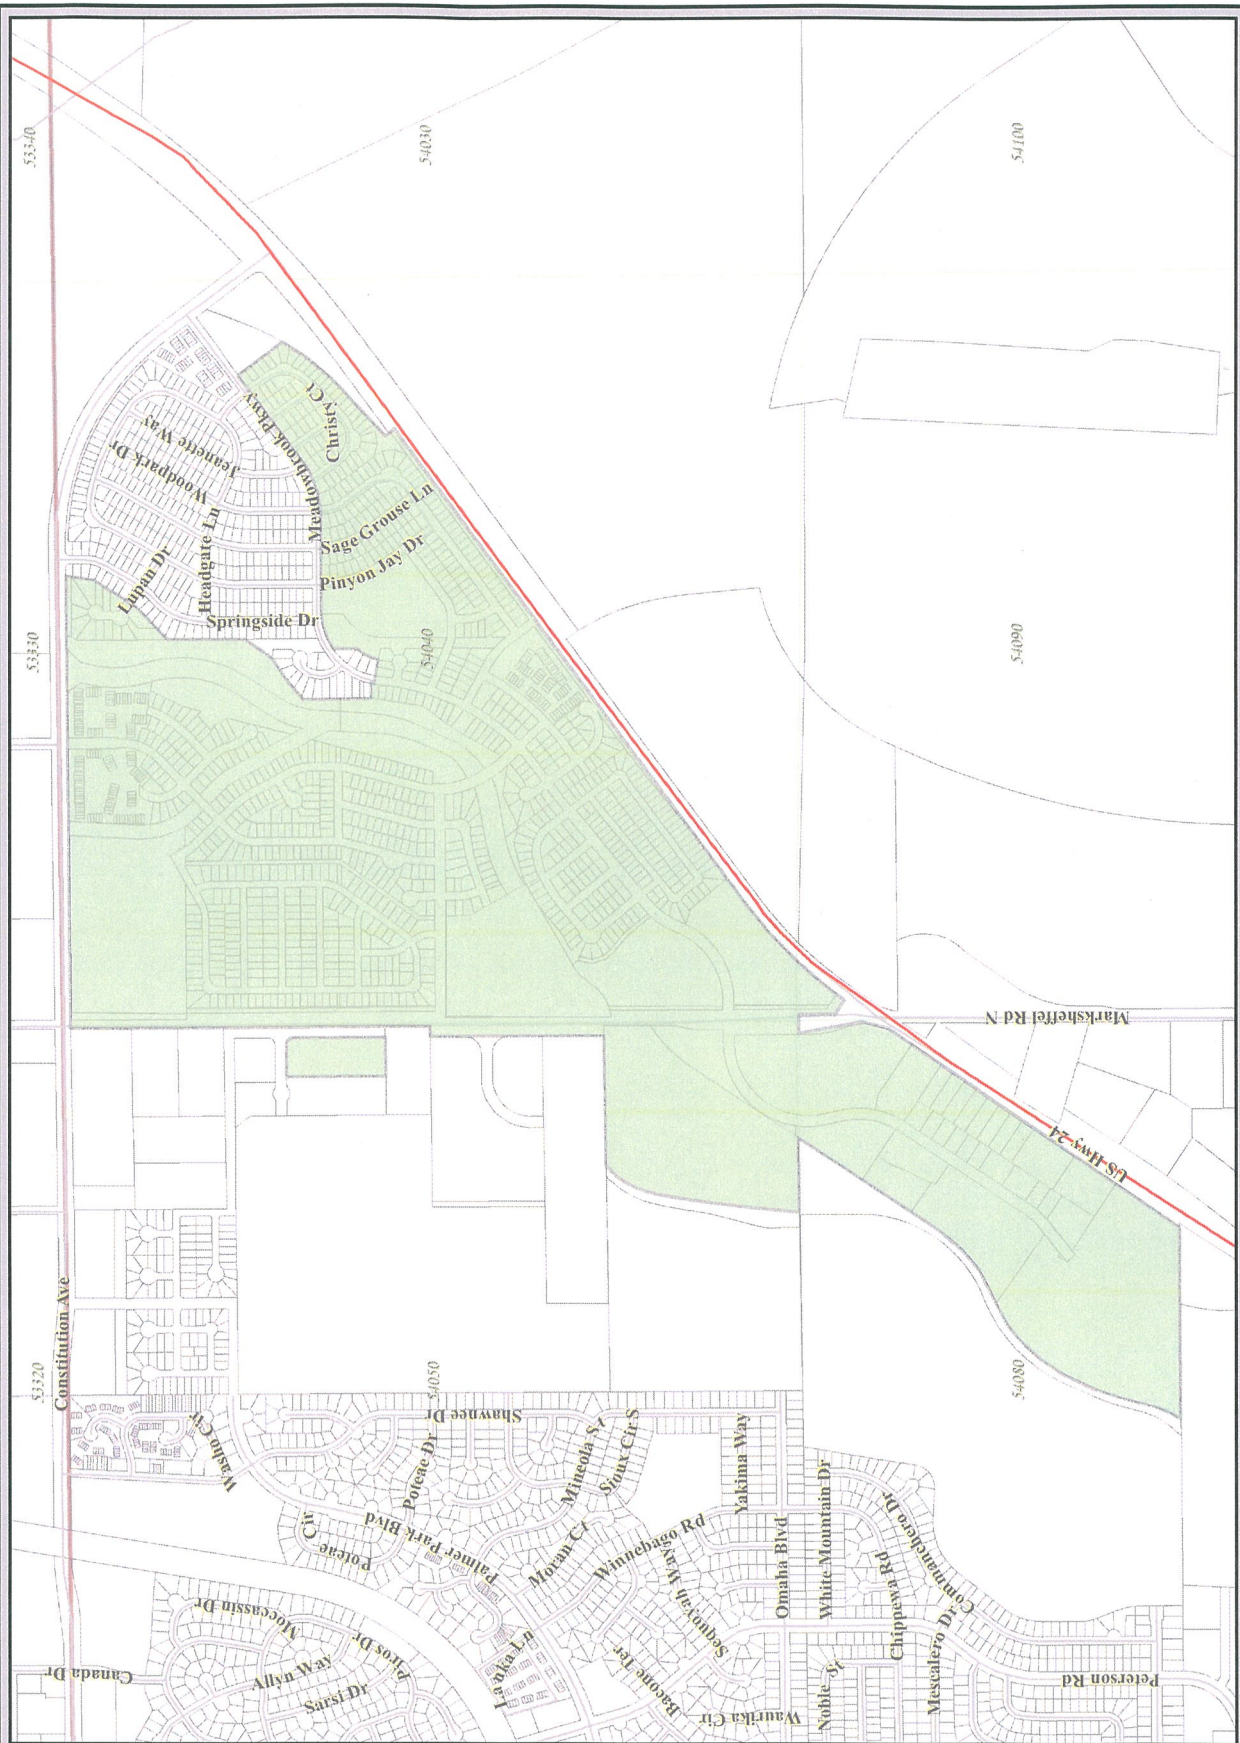 53340
54030
54100
Christy Ct
Meadowbrook Pkwy
Jeanette Way
Woodpark Dr
Sage Grouse Ln
Headgate Ln
Pinyon Jay Dr
Lupan Dr
Springside Dr
53330
54040
54090
Marksheffel Rd N
US Hwy 24
Constitution Ave
53320
54050
54080
Shawnee Dr
Washo Cir
Poteae Dr
Mineola St
Sioux Cir S
Yakima Way
White Mountain Dr
Commanchero Dr
Poteae Cir
Palmer Park Blvd
Moran Ct
Winnebago Rd
Omaha Blvd
Chippewa Rd
Sequoyah Way
Moccassin Dr
Piros Dr
Mescalero Dr
Canada Dr
Allyn Way
Sarsi Dr
Lanka Ln
Bacone Ter
Noble St
Peterson Rd
Waurika Cir